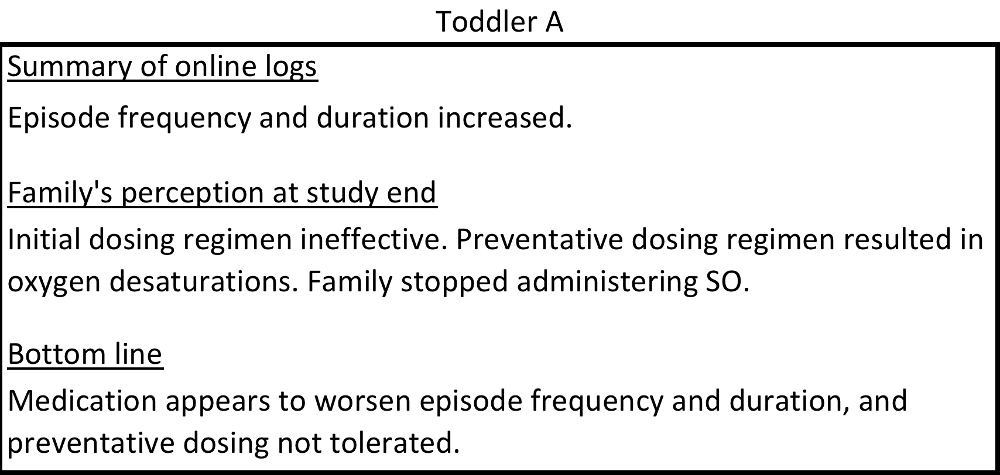 Toddler A
Summary of online logs
Episode frequency and duration increased.
Family's perception at study end
Initial dosing regimen ineffective. Preventative dosing regimen resulted in
oxygen desaturations. Family stopped administering SO.
Bottom line
Medication appears to worsen episode frequency and duration, and
preventative dosing not tolerated.